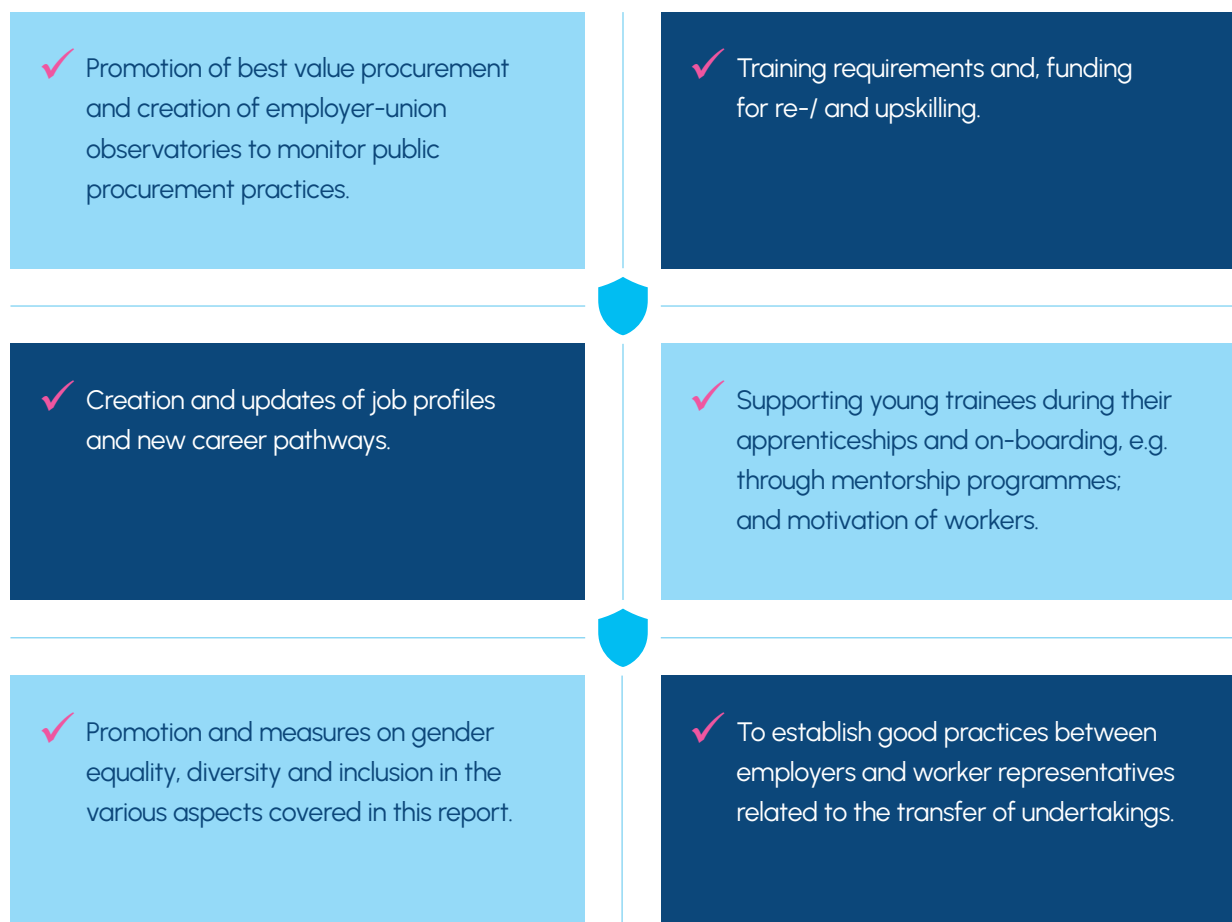 Promotion of best value procurement
and creation of employer-union
observatories to monitor public
procurement practices.
Training requirements and, funding
for re-/ and upskilling.
Creation and updates of job profiles
and new career pathways.
Supporting young trainees during their
apprenticeships and on-boarding, e.g.
through mentorship programmes;
and motivation of workers.
Promotion and measures on gender
equality, diversity and inclusion in the
various aspects covered in this report.
To establish good practices between
employers and worker representatives
related to the transfer of undertakings.